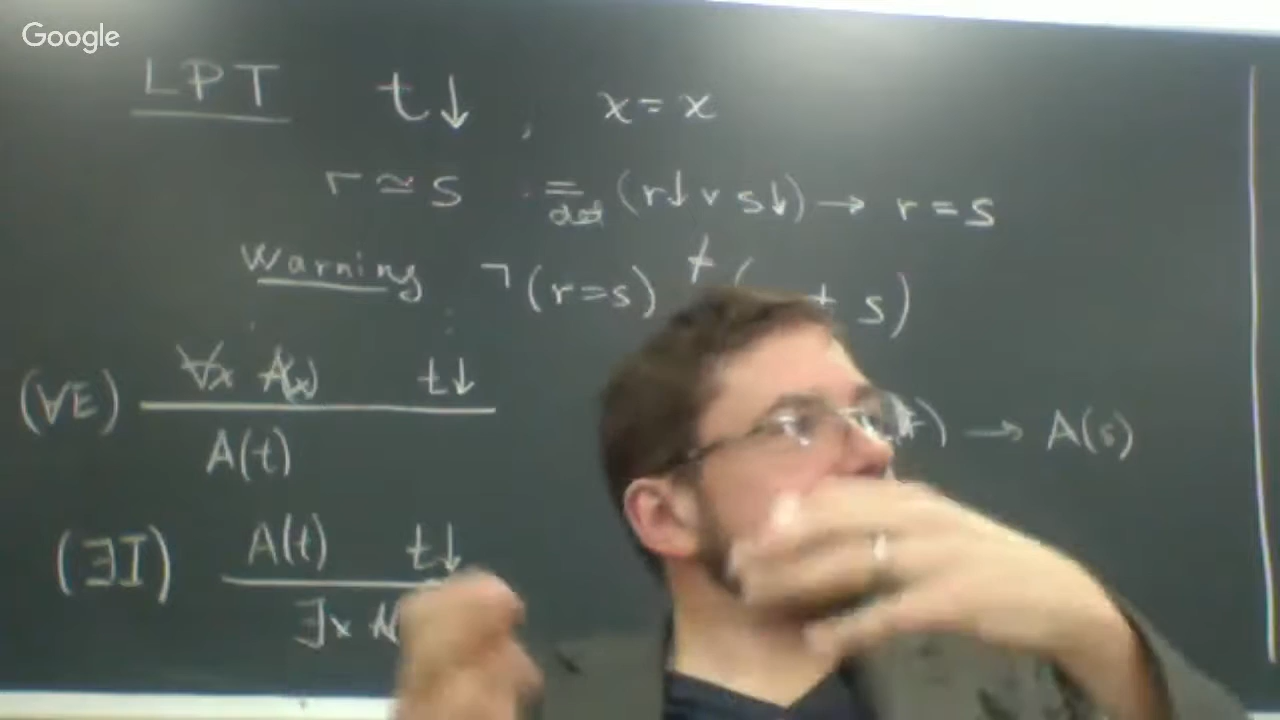 Google
LPT t↓ , x = x
r ≃ s =def (r↓ ∨ s↓) → r = s
Warning : ¬(r=s) ≠ ( ≠ s)
(∀E) ∀x A(x) t↓
A(t)
) → A(s)
(∃I) A(t) t↓
∃x A(